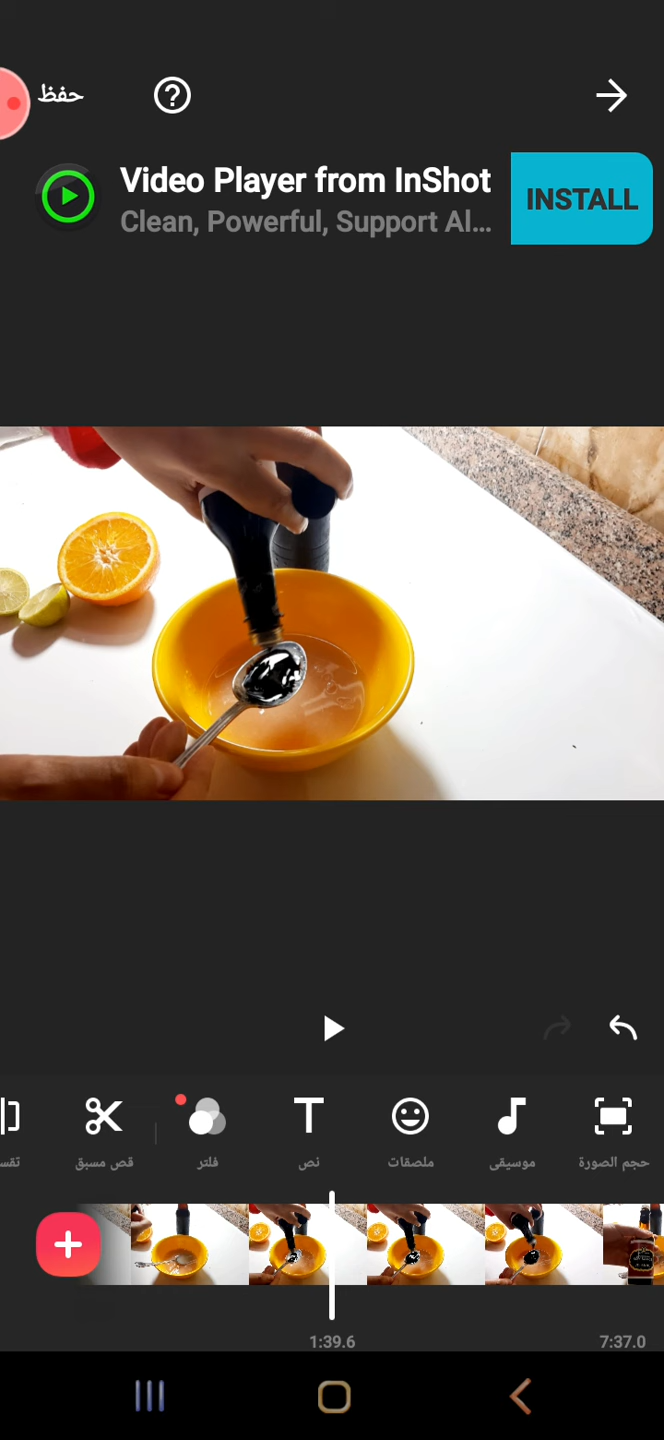 حفظ
Video Player from InShot
Clean, Powerful, Support Al...
INSTALL
حجم الصورة
موسيقى
ملصقات
نص
فلتر
قص مسبق
تقس
1:39.6
7:37.0